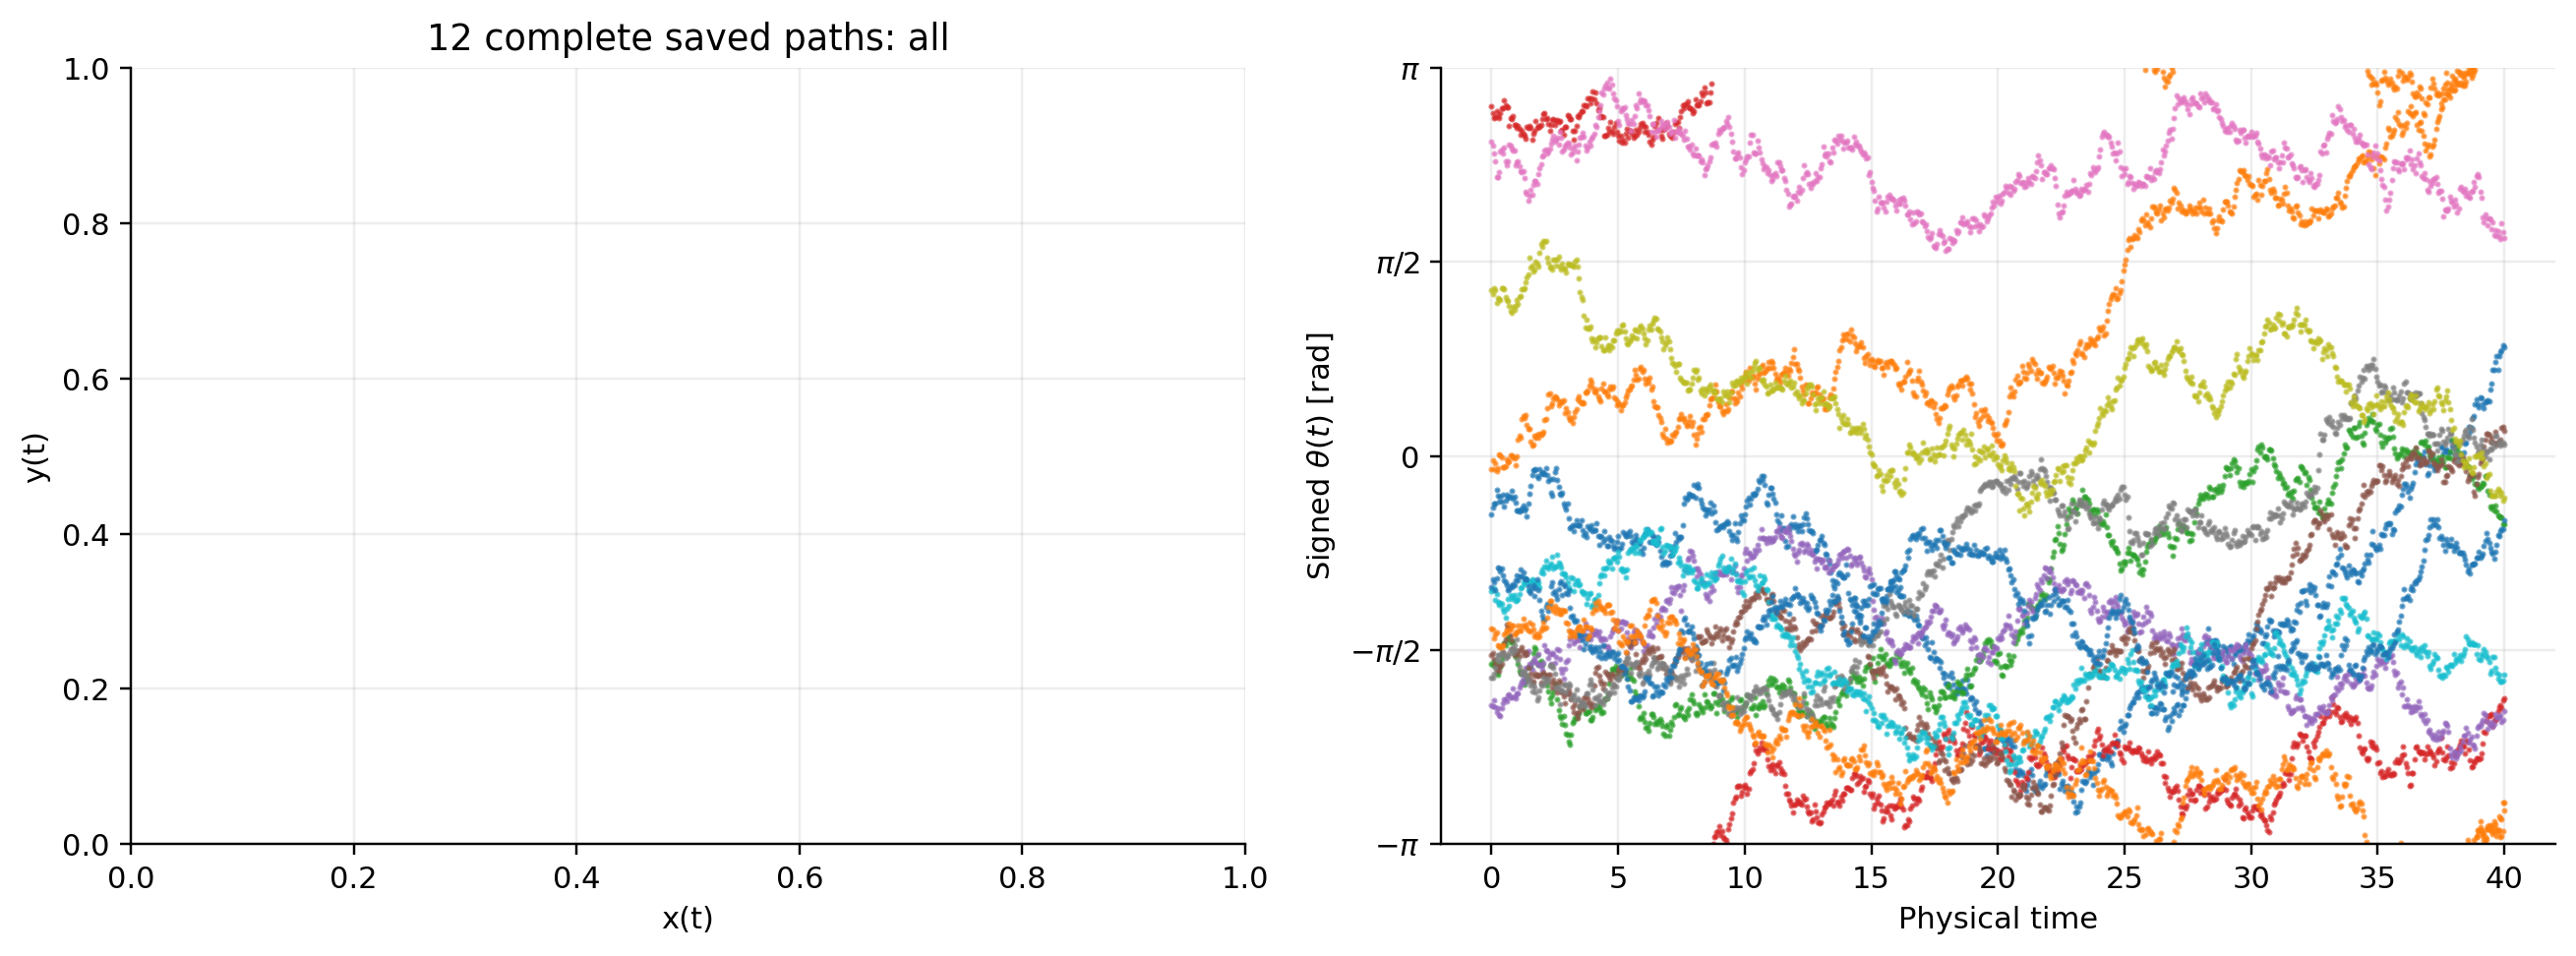 12 complete saved paths: all
1.0
0.8
0.6
0.4
0.2
0.0
y(t)
0.0 0.2 0.4 0.6 0.8 1.0
x(t)
π
π/2
0
−π/2
−π
Signed θ(t) [rad]
0 5 10 15 20 25 30 35 40
Physical time